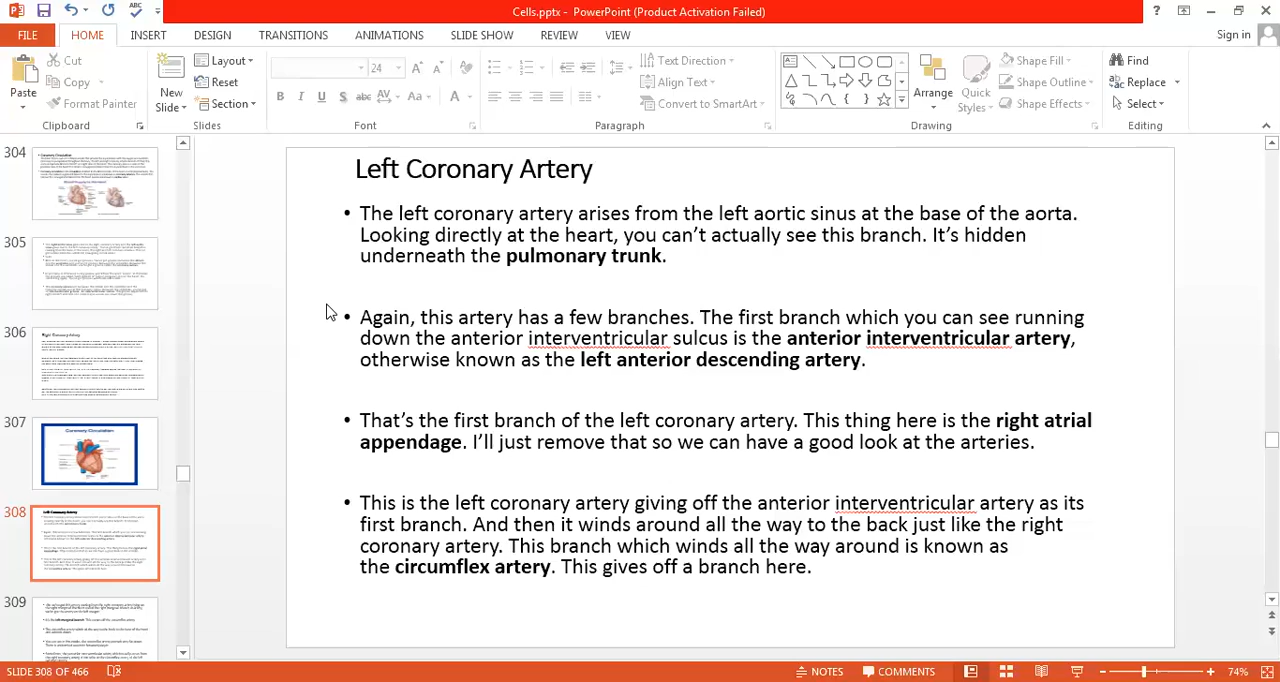 Cells.pptx - PowerPoint (Product Activation Failed)
FILE HOME INSERT DESIGN TRANSITIONS ANIMATIONS SLIDE SHOW REVIEW VIEW Sign in
Paste Cut Copy Format Painter
Clipboard
New Slide Layout Reset Section
Slides
24
Font
Text Direction
Align Text
Convert to SmartArt
Paragraph
Arrange Quick Styles Shape Fill Shape Outline Shape Effects
Drawing
Find
Replace
Select
Editing
304
305
306
Right Coronary Artery
307
Coronary Circulation
308
Left Coronary Artery
309
Left Coronary Artery
• The left coronary artery arises from the left aortic sinus at the base of the aorta.
Looking directly at the heart, you can’t actually see this branch. It’s hidden
underneath the pulmonary trunk.
• Again, this artery has a few branches. The first branch which you can see running
down the anterior interventricular sulcus is the anterior interventricular artery,
otherwise known as the left anterior descending artery.
• That’s the first branch of the left coronary artery. This thing here is the right atrial
appendage. I’ll just remove that so we can have a good look at the arteries.
• This is the left coronary artery giving off the anterior interventricular artery as its
first branch. And then it winds around all the way to the back just like the right
coronary artery. This branch which winds all the way around is known as
the circumflex artery. This gives off a branch here.
SLIDE 308 OF 466 NOTES COMMENTS 74%